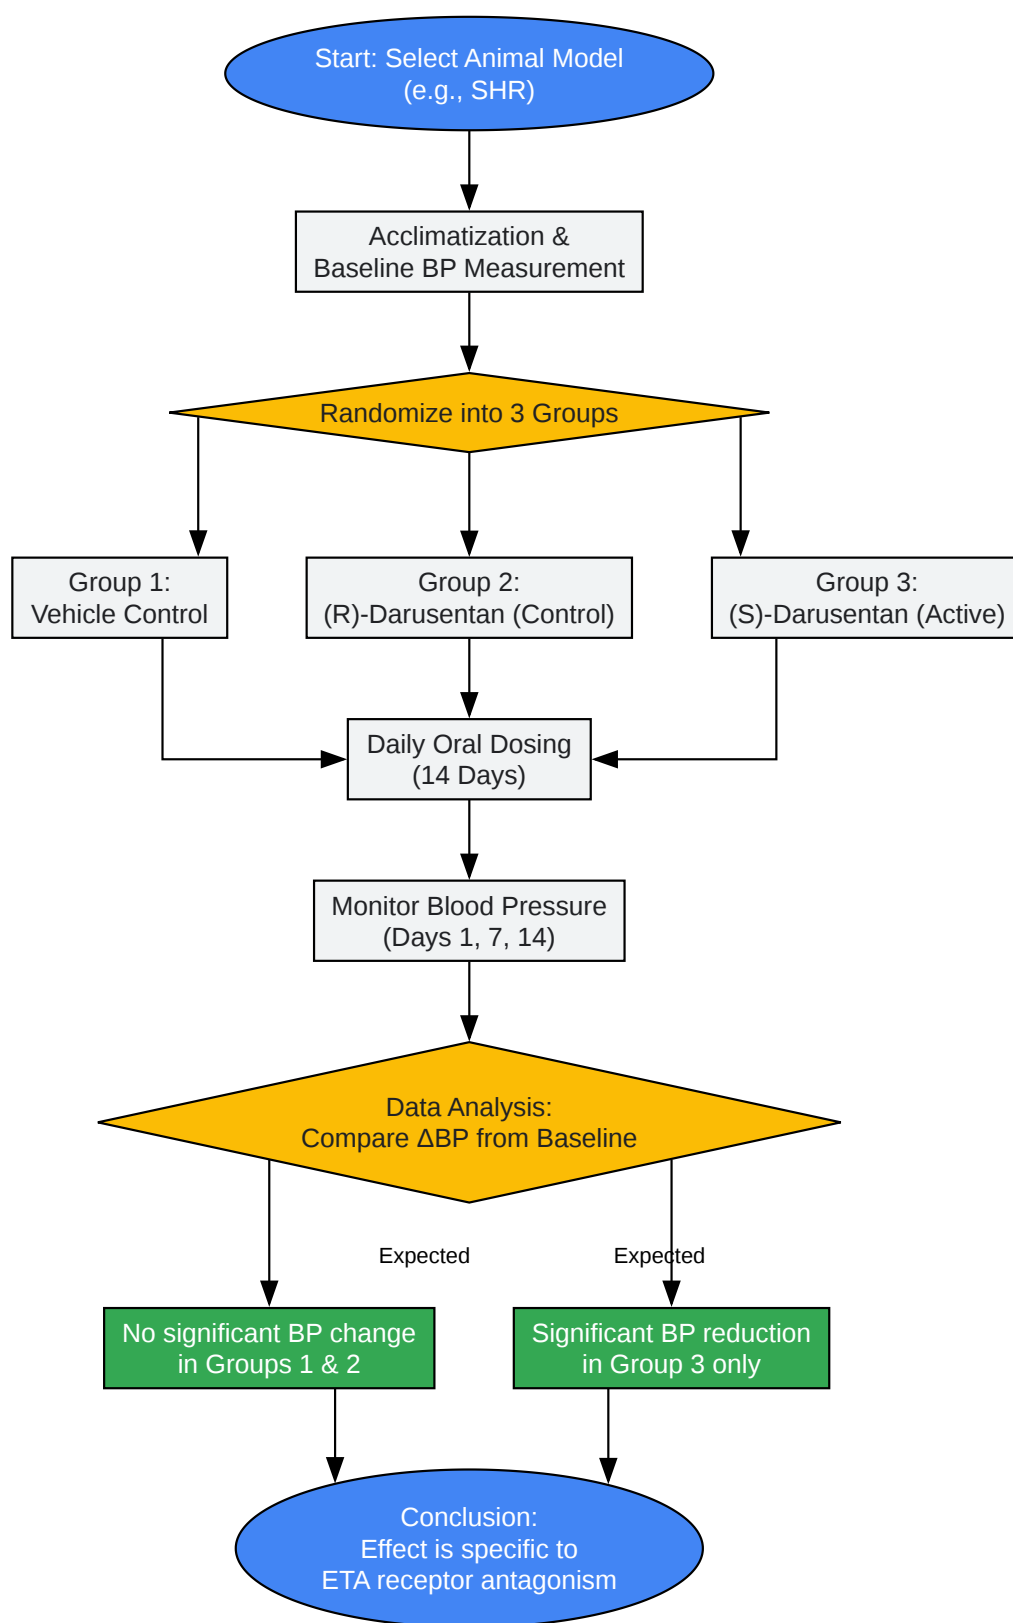 Start: Select Animal Model
(e.g., SHR)
Acclimatization &
Baseline BP Measurement
Randomize into 3 Groups
Group 1:
Vehicle Control
Group 2:
(R)-Darusentan (Control)
Group 3:
(S)-Darusentan (Active)
Daily Oral Dosing
(14 Days)
Monitor Blood Pressure
(Days 1, 7, 14)
Data Analysis:
Compare ΔBP from Baseline
Expected
Expected
No significant BP change
in Groups 1 & 2
Significant BP reduction
in Group 3 only
Conclusion:
Effect is specific to
ETA receptor antagonism